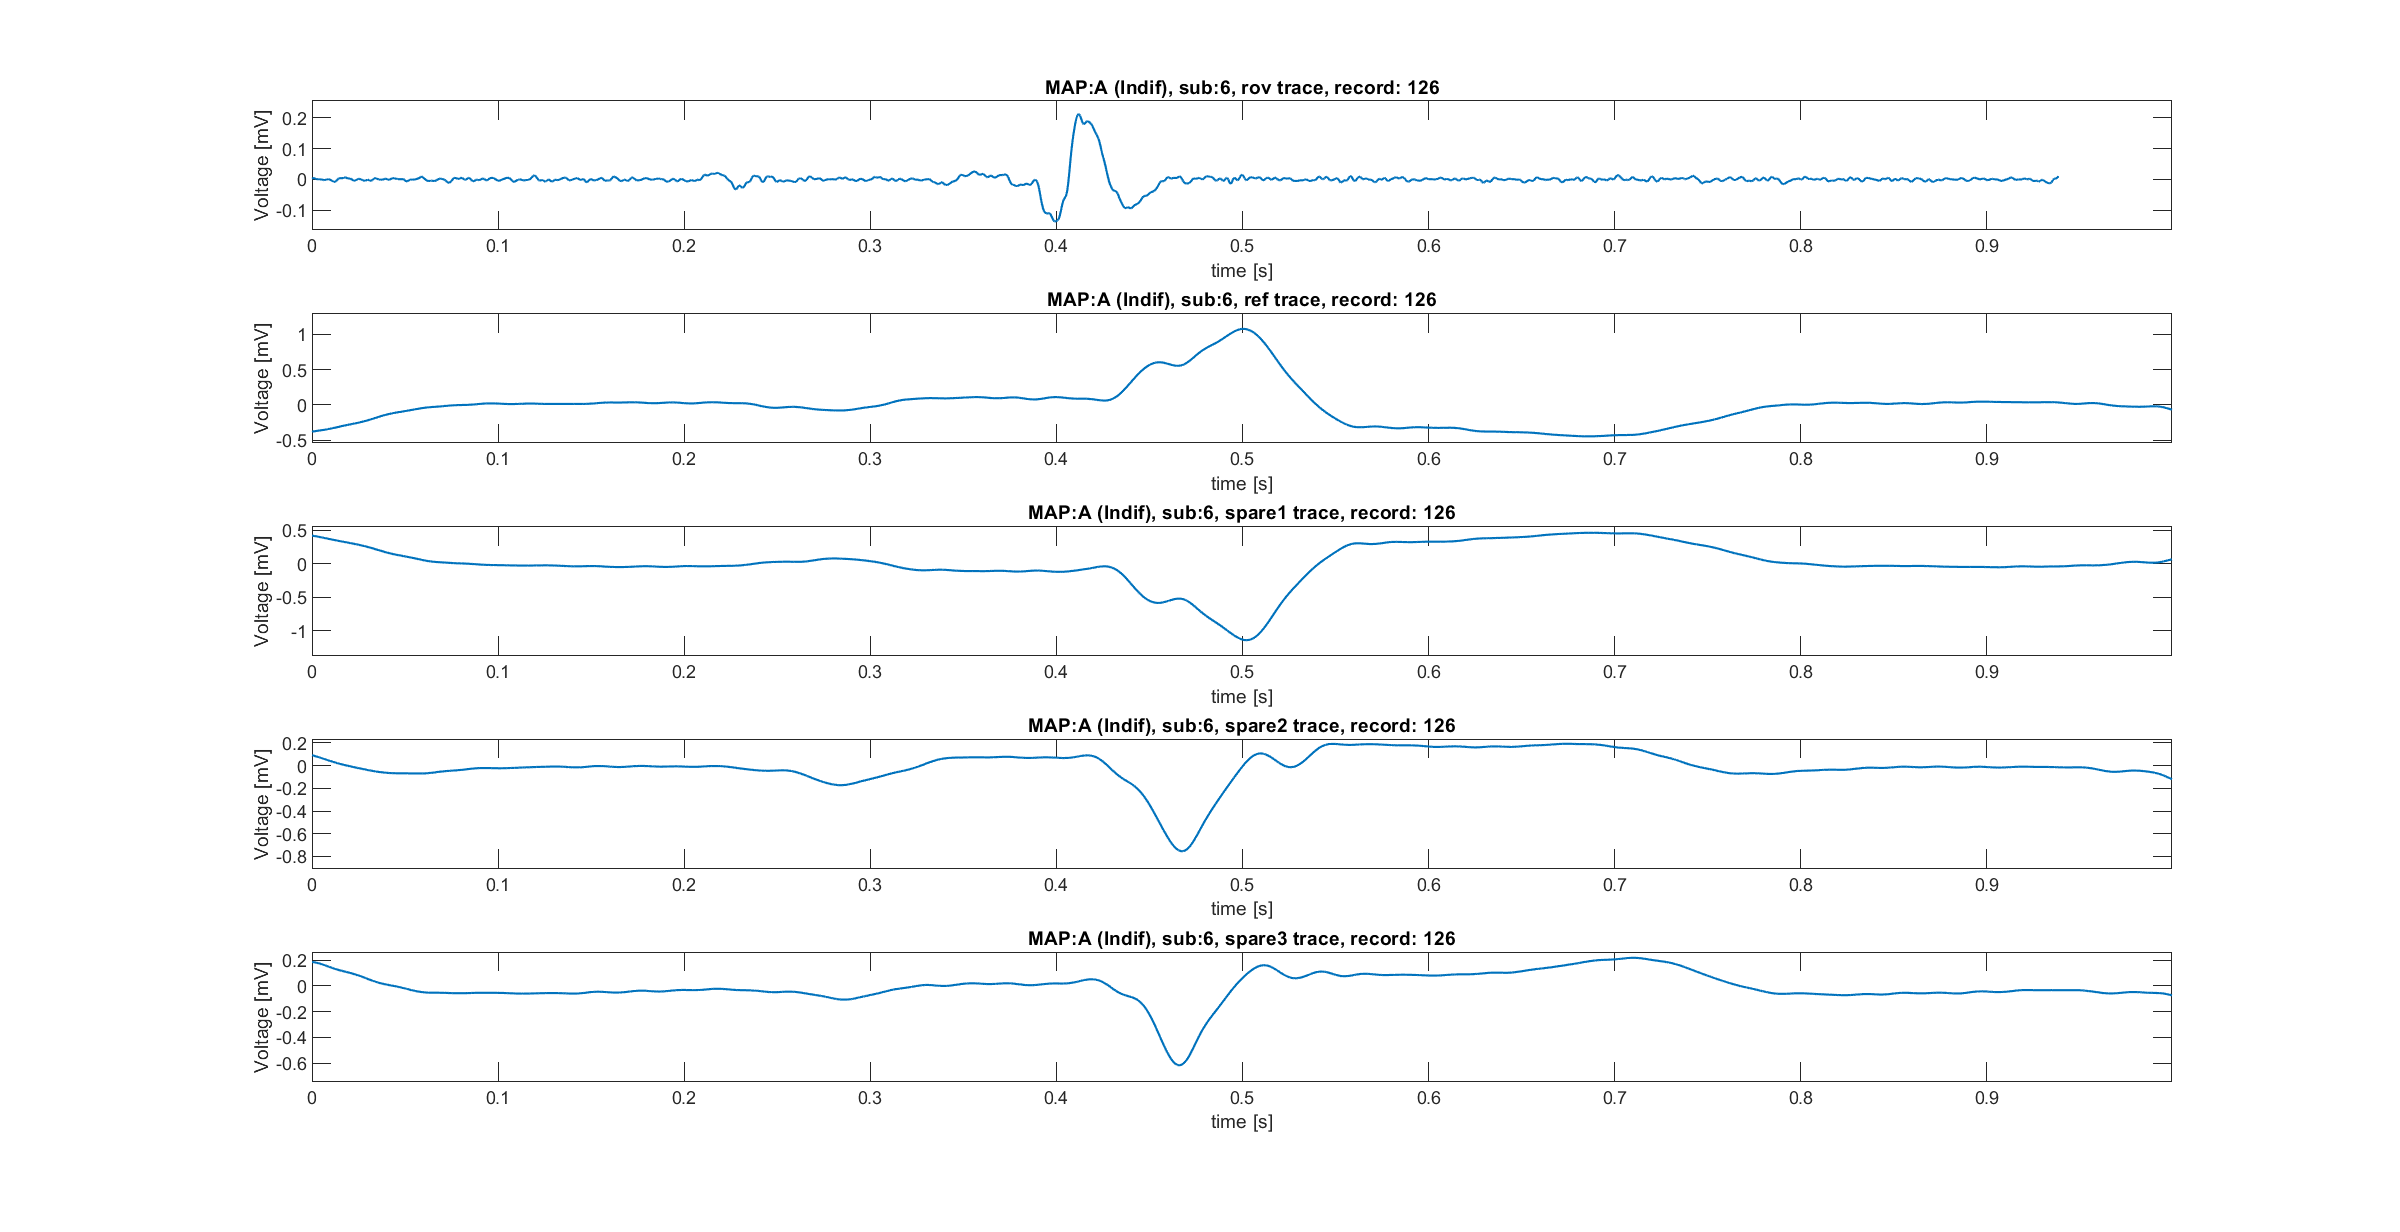 MAP:A (Indif), sub:6, rov trace, record: 126
Voltage [mV]
0.2
0.1
0
-0.1
0 0.1 0.2 0.3 0.4 0.5 0.6 0.7 0.8 0.9
time [s]
MAP:A (Indif), sub:6, ref trace, record: 126
Voltage [mV]
1
0.5
0
-0.5
0 0.1 0.2 0.3 0.4 0.5 0.6 0.7 0.8 0.9
time [s]
MAP:A (Indif), sub:6, spare1 trace, record: 126
Voltage [mV]
0.5
0
-0.5
-1
0 0.1 0.2 0.3 0.4 0.5 0.6 0.7 0.8 0.9
time [s]
MAP:A (Indif), sub:6, spare2 trace, record: 126
Voltage [mV]
0.2
0
-0.2
-0.4
-0.6
-0.8
0 0.1 0.2 0.3 0.4 0.5 0.6 0.7 0.8 0.9
time [s]
MAP:A (Indif), sub:6, spare3 trace, record: 126
Voltage [mV]
0.2
0
-0.2
-0.4
-0.6
0 0.1 0.2 0.3 0.4 0.5 0.6 0.7 0.8 0.9
time [s]